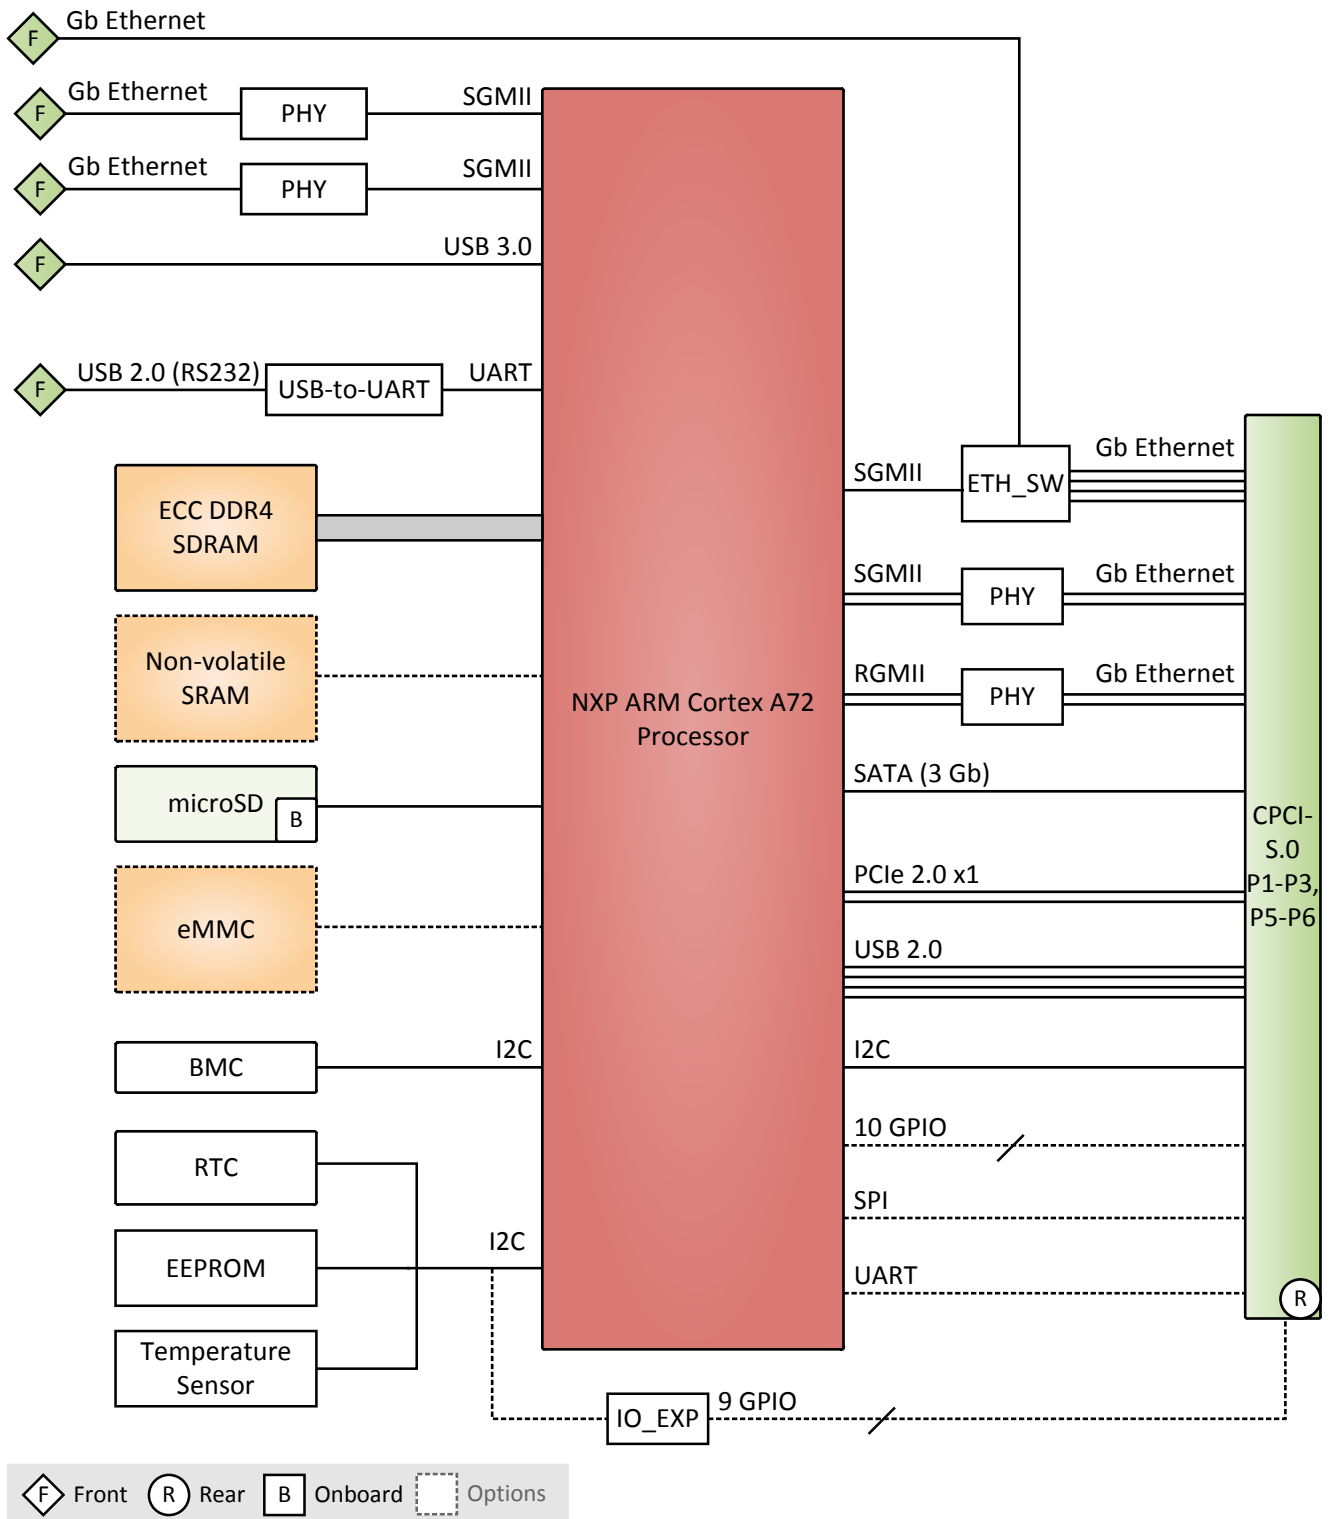 Gb Ethernet
F
Gb Ethernet
SGMII
F
PHY
Gb Ethernet
SGMII
F
PHY
USB 3.0
F
USB 2.0 (RS232)
UART
F
USB-to-UART
ECC DDR4
SDRAM
Non-volatile
SRAM
microSD
B
eMMC
BMC
I2C
RTC
EEPROM
I2C
Temperature
Sensor
NXP ARM Cortex A72
Processor
SGMII
ETH_SW
Gb Ethernet
SGMII
PHY
Gb Ethernet
RGMII
PHY
Gb Ethernet
SATA (3 Gb)
PCIe 2.0 x1
USB 2.0
I2C
10 GPIO
SPI
UART
CPCI-
S.0
P1-P3,
P5-P6
R
IO_EXP
9 GPIO
F Front R Rear B Onboard Options